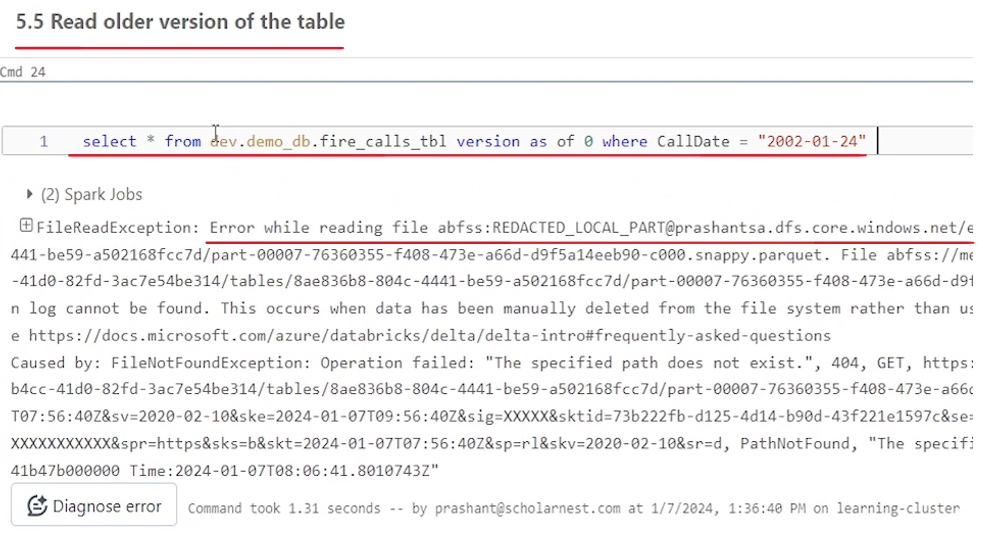 5.5 Read older version of the table
Cmd 24
1 select * from dev.demo_db.fire_calls_tbl version as of 0 where CallDate = "2002-01-24"
(2) Spark Jobs
FileReadException: Error while reading file abfss:REDACTED_LOCAL_PART@prashantsa.dfs.core.windows.net/e
441-be59-a502168fcc7d/part-00007-76360355-f408-473e-a66d-d9f5a14eeb90-c000.snappy.parquet. File abfss://me
-41d0-82fd-3ac7e54be314/tables/8ae836b8-804c-4441-be59-a502168fcc7d/part-00007-76360355-f408-473e-a66d-d9f
n log cannot be found. This occurs when data has been manually deleted from the file system rather than us
e https://docs.microsoft.com/azure/databricks/delta/delta-intro#frequently-asked-questions
Caused by: FileNotFoundException: Operation failed: "The specified path does not exist.", 404, GET, https:
b4cc-41d0-82fd-3ac7e54be314/tables/8ae836b8-804c-4441-be59-a502168fcc7d/part-00007-76360355-f408-473e-a66d
T07:56:40Z&sv=2020-02-10&ske=2024-01-07T09:56:40Z&sig=XXXXX&sktid=73b222fb-d125-4d14-b90d-43f221e1597c&se=
XXXXXXXXXXX&spr=https&sks=b&skt=2024-01-07T07:56:40Z&sp=rl&skv=2020-02-10&sr=d, PathNotFound, "The specifi
41b47b000000 Time:2024-01-07T08:06:41.8010743Z"
Diagnose error Command took 1.31 seconds -- by prashant@scholarnest.com at 1/7/2024, 1:36:40 PM on learning-cluster